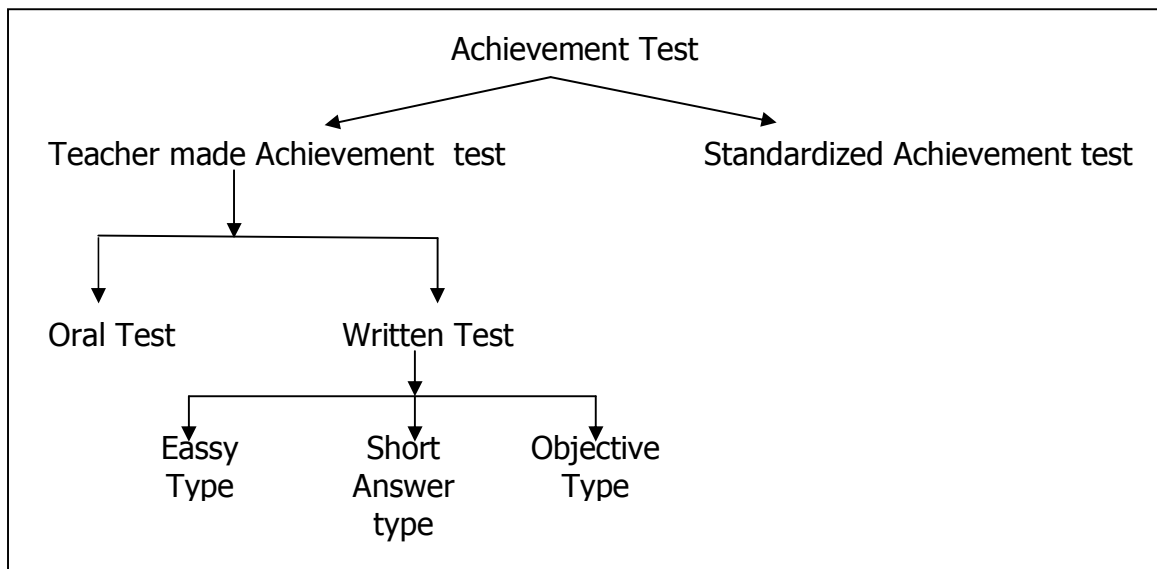 Achievement Test
Teacher made Achievement test
Standardized Achievement test
Oral Test
Written Test
Eassy
Type
Short
Answer
type
Objective
Type